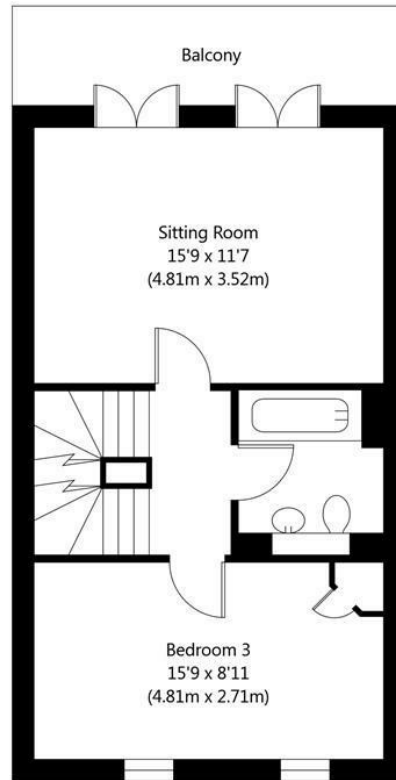 Balcony
Sitting Room
15'9 x 11'7
(4.81m x 3.52m)
Bedroom 3
15'9 x 8'11
(4.81m x 2.71m)